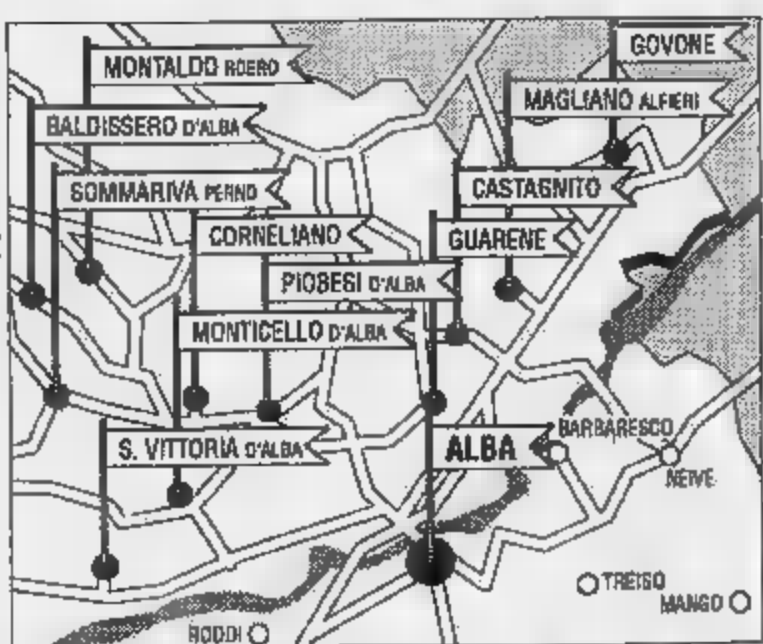 GOVONE
MONTALDO ROERO
MAGLIANO ALFIERI
BALDISSERO D'ALBA
SOMMARIVA PERNO
CASTAGNITO
CORNELIANO
GUARENE
PIOBESI D'ALBA
MONTICELLO D'ALBA
S. VITTORIA D'ALBA
ALBA
BARBARESCO
NEIVE
TREISO
MANGO
RODDI